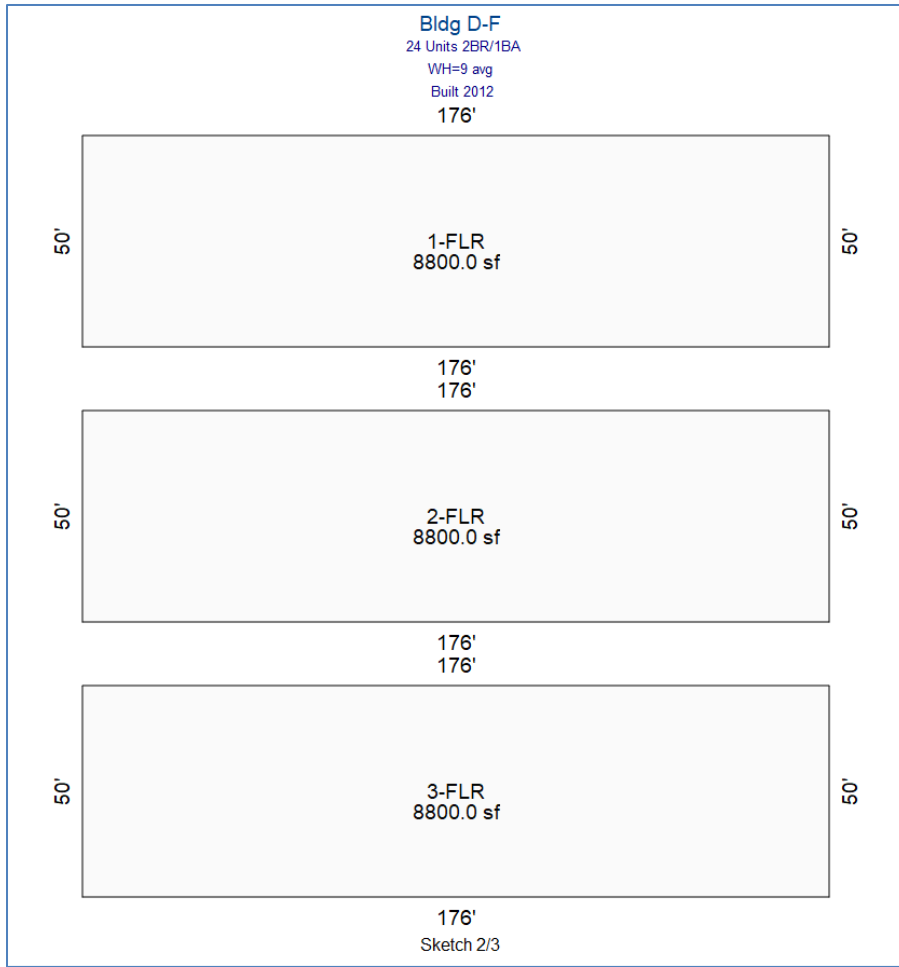 Bldg D-F
24 Units 2BR/1BA
WH=9 avg
Built 2012
176'
50'
1-FLR
8800.0 sf
50'
176'
176'
50'
2-FLR
8800.0 sf
50'
176'
176'
50'
3-FLR
8800.0 sf
50'
176'
Sketch 2/3